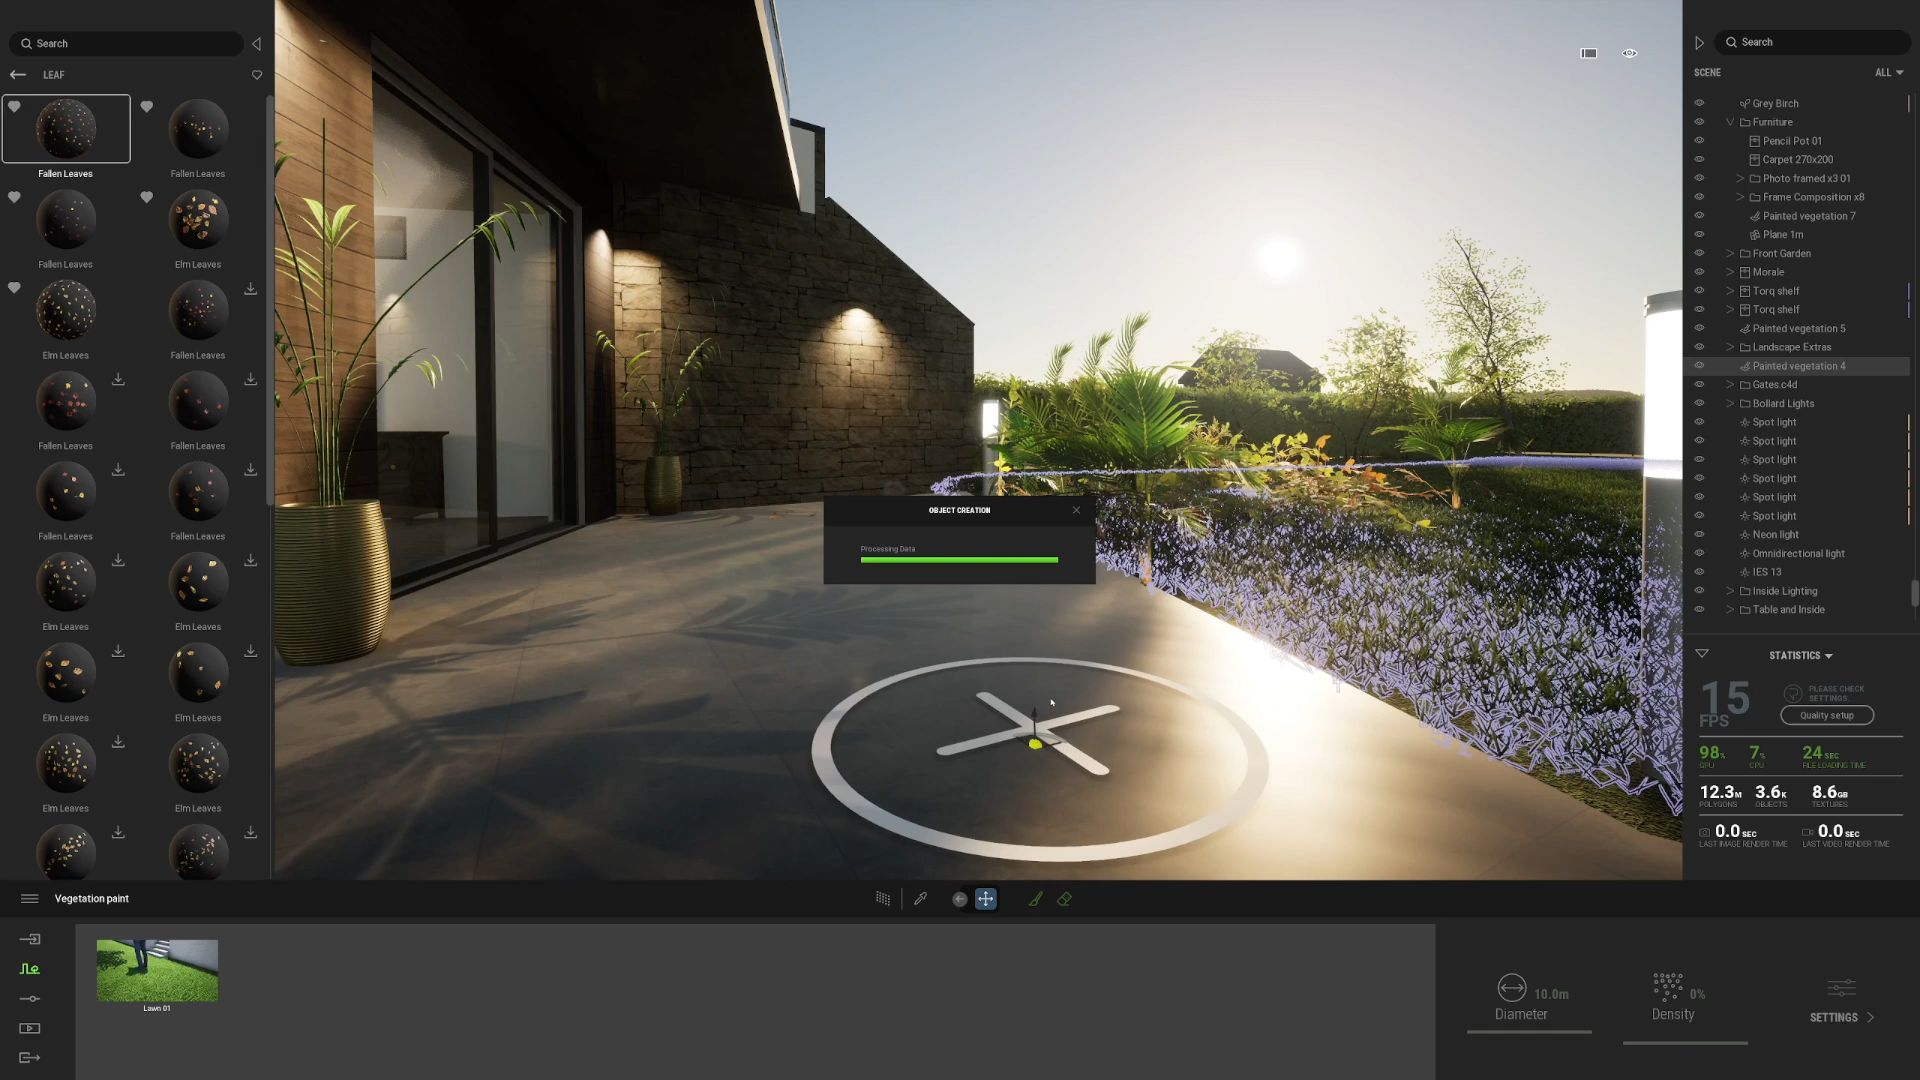 Search
LEAF
Fallen Leaves
Fallen Leaves
Fallen Leaves
Elm Leaves
Elm Leaves
Fallen Leaves
Fallen Leaves
Fallen Leaves
Fallen Leaves
Fallen Leaves
Elm Leaves
Elm Leaves
Elm Leaves
Elm Leaves
Elm Leaves
Elm Leaves
OBJECT CREATION
Processing Data
Search
SCENE
ALL
Grey Birch
Furniture
Pencil Pot 01
Carpet 270x200
Photo framed x3 01
Frame Composition x8
Painted vegetation 7
Plane 1m
Front Garden
Morale
Torq shelf
Torq shelf
Painted vegetation 5
Landscape Extras
Painted vegetation 4
Gates.c4d
Bollard Lights
Spot light
Spot light
Spot light
Spot light
Spot light
Spot light
Neon light
Omnidirectional light
IES 13
Inside Lighting
Table and Inside
STATISTICS
15
FPS
PLEASE CHECK
SETTINGS.
Quality setup
98% 7% 24 SEC
GPU CPU FILE LOADING TIME
12.3M 3.6K 8.6GB
POLYGONS OBJECTS TEXTURES
0.0 SEC 0.0 SEC
LAST IMAGE RENDER TIME LAST VIDEO RENDER TIME
Vegetation paint
Lawn 01
10.0m
Diameter
0%
Density
SETTINGS